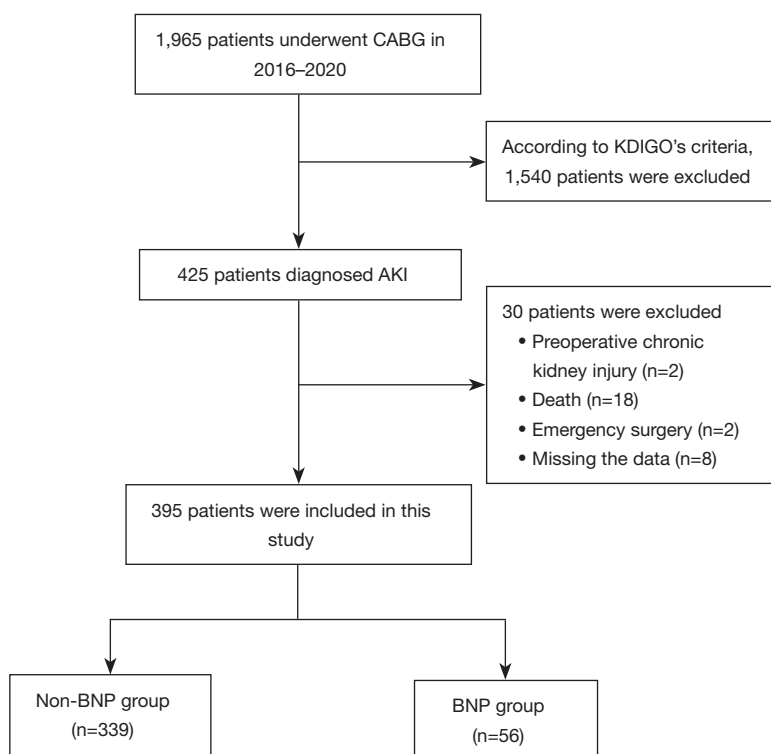 1,965 patients underwent CABG in
2016–2020
According to KDIGO’s criteria,
1,540 patients were excluded
425 patients diagnosed AKI
30 patients were excluded
• Preoperative chronic
kidney injury (n=2)
• Death (n=18)
• Emergency surgery (n=2)
• Missing the data (n=8)
395 patients were included in this
study
Non-BNP group
(n=339)
BNP group
(n=56)